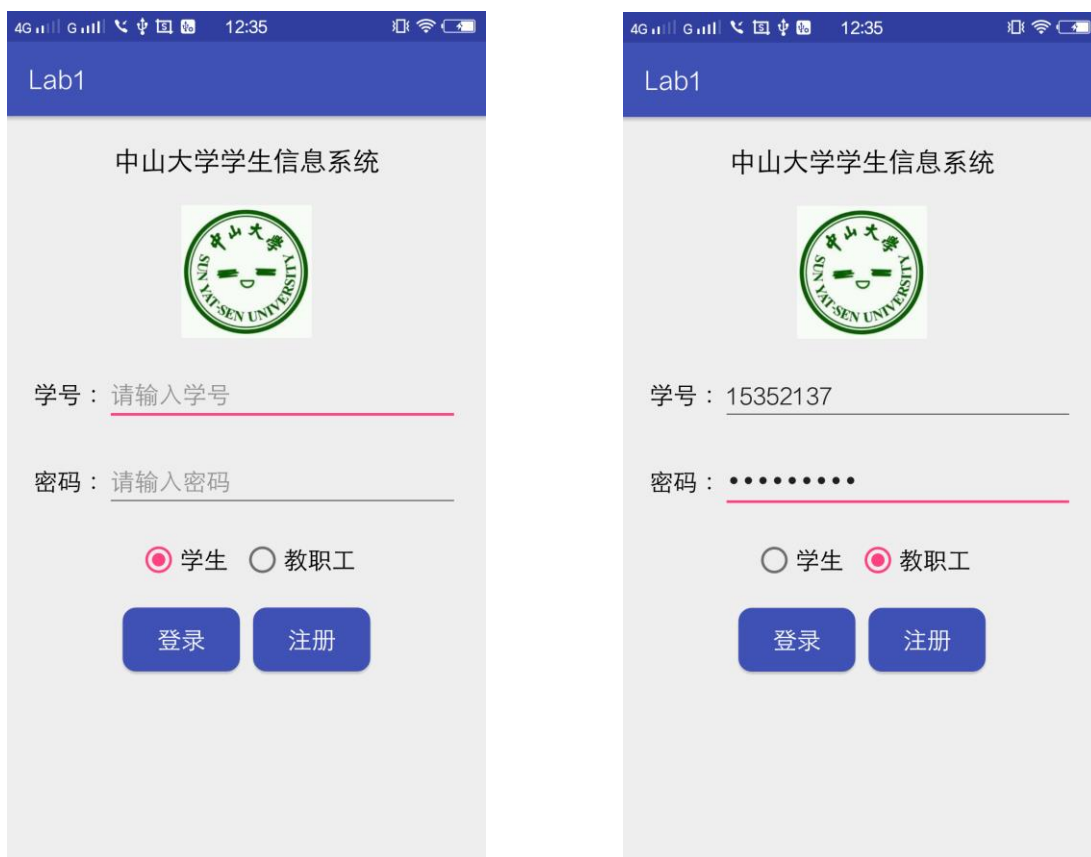 4G G 12:35
Lab1
中山大学学生信息系统
中山大学
SUN YAT-SEN UNIVERSITY
学号：请输入学号
密码：请输入密码
学生 教职工
登录 注册
4G G 12:35
Lab1
中山大学学生信息系统
中山大学
SUN YAT-SEN UNIVERSITY
学号：15352137
密码：•••••••••
学生 教职工
登录 注册